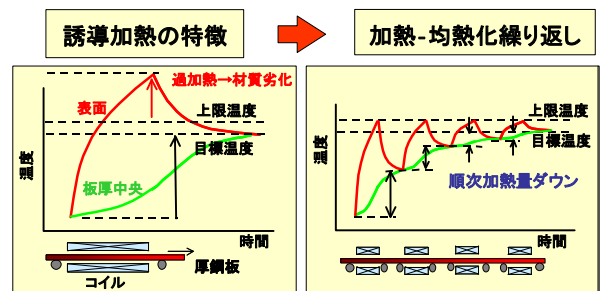 誘導加熱の特徴
加熱-均熱化繰り返し
過加熱→材質劣化
表面
上限温度
目標温度
板厚中央
温度
時間
厚鋼板
コイル
上限温度
目標温度
温度
順次加熱量ダウン
時間